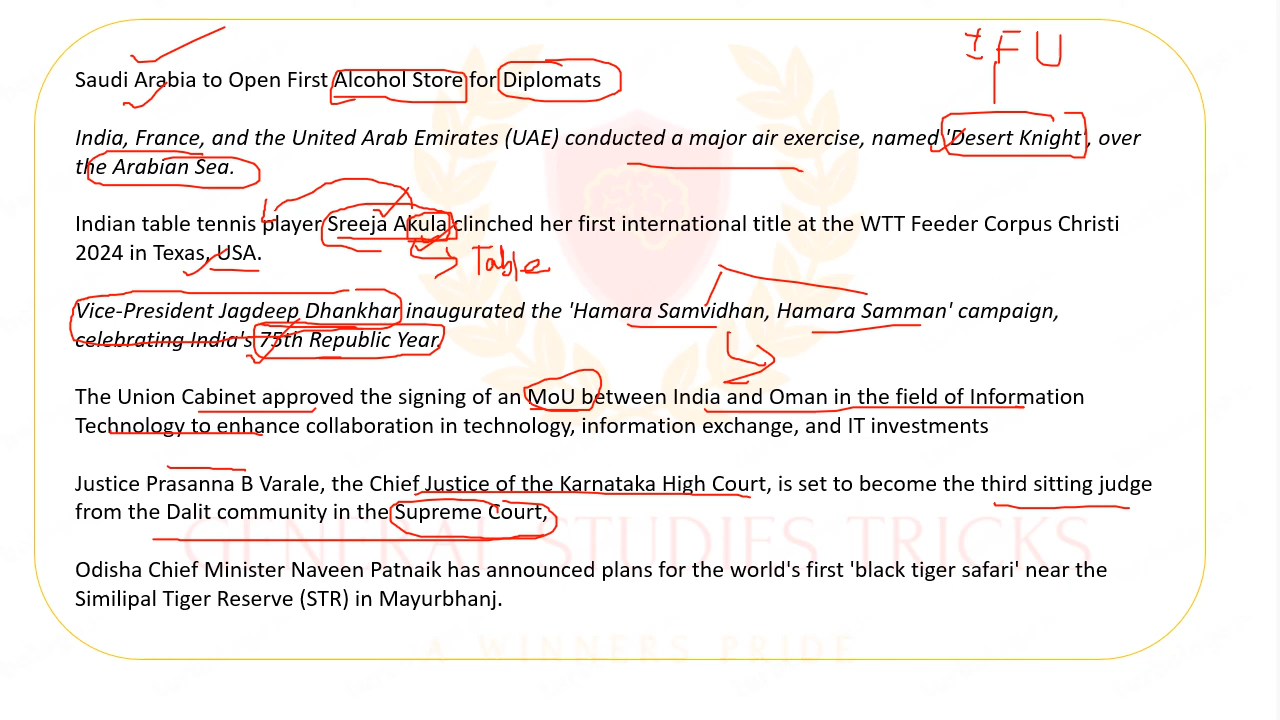 IFU
Saudi Arabia to Open First Alcohol Store for Diplomats
India, France, and the United Arab Emirates (UAE) conducted a major air exercise, named 'Desert Knight', over
the Arabian Sea.
Indian table tennis player Sreeja Akula clinched her first international title at the WTT Feeder Corpus Christi
2024 in Texas, USA.
Table
Vice-President Jagdeep Dhankhar inaugurated the 'Hamara Samvidhan, Hamara Samman' campaign,
celebrating India's 75th Republic Year.
The Union Cabinet approved the signing of an MoU between India and Oman in the field of Information
Technology to enhance collaboration in technology, information exchange, and IT investments
Justice Prasanna B Varale, the Chief Justice of the Karnataka High Court, is set to become the third sitting judge
from the Dalit community in the Supreme Court,
GENERAL STUDIES TRICKS
Odisha Chief Minister Naveen Patnaik has announced plans for the world's first 'black tiger safari' near the
Similipal Tiger Reserve (STR) in Mayurbhanj.
A WINNERS PRIDE